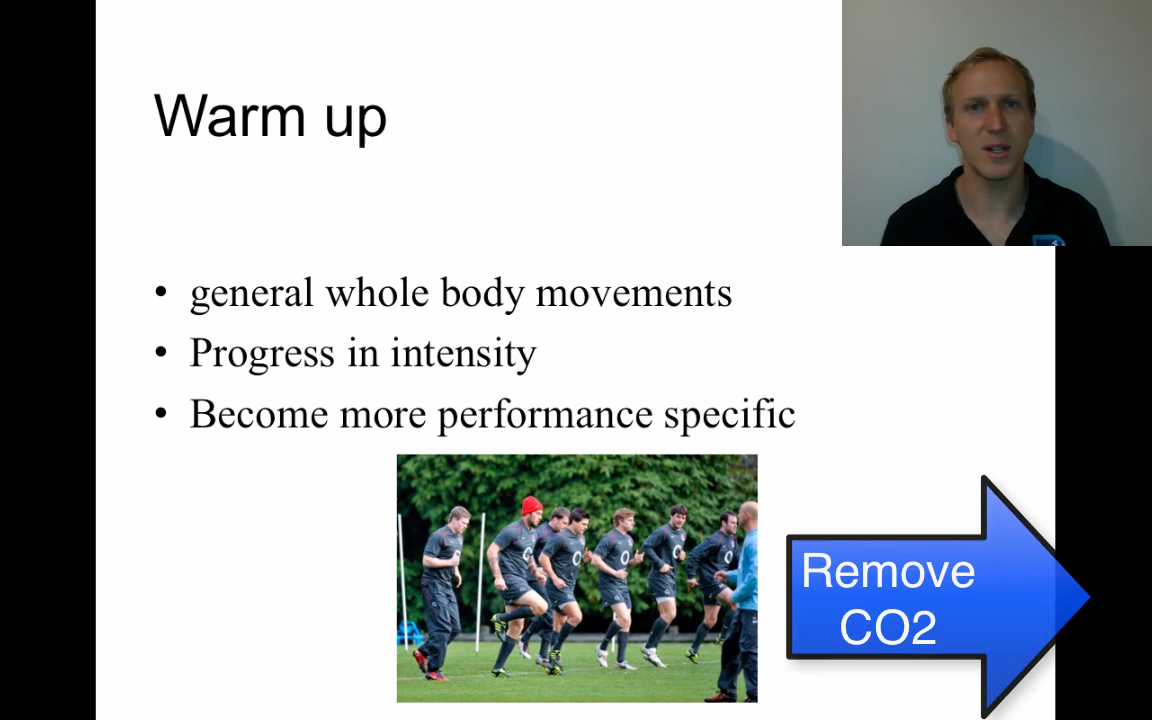 Warm up
• general whole body movements
• Progress in intensity
• Become more performance specific
Remove
CO2